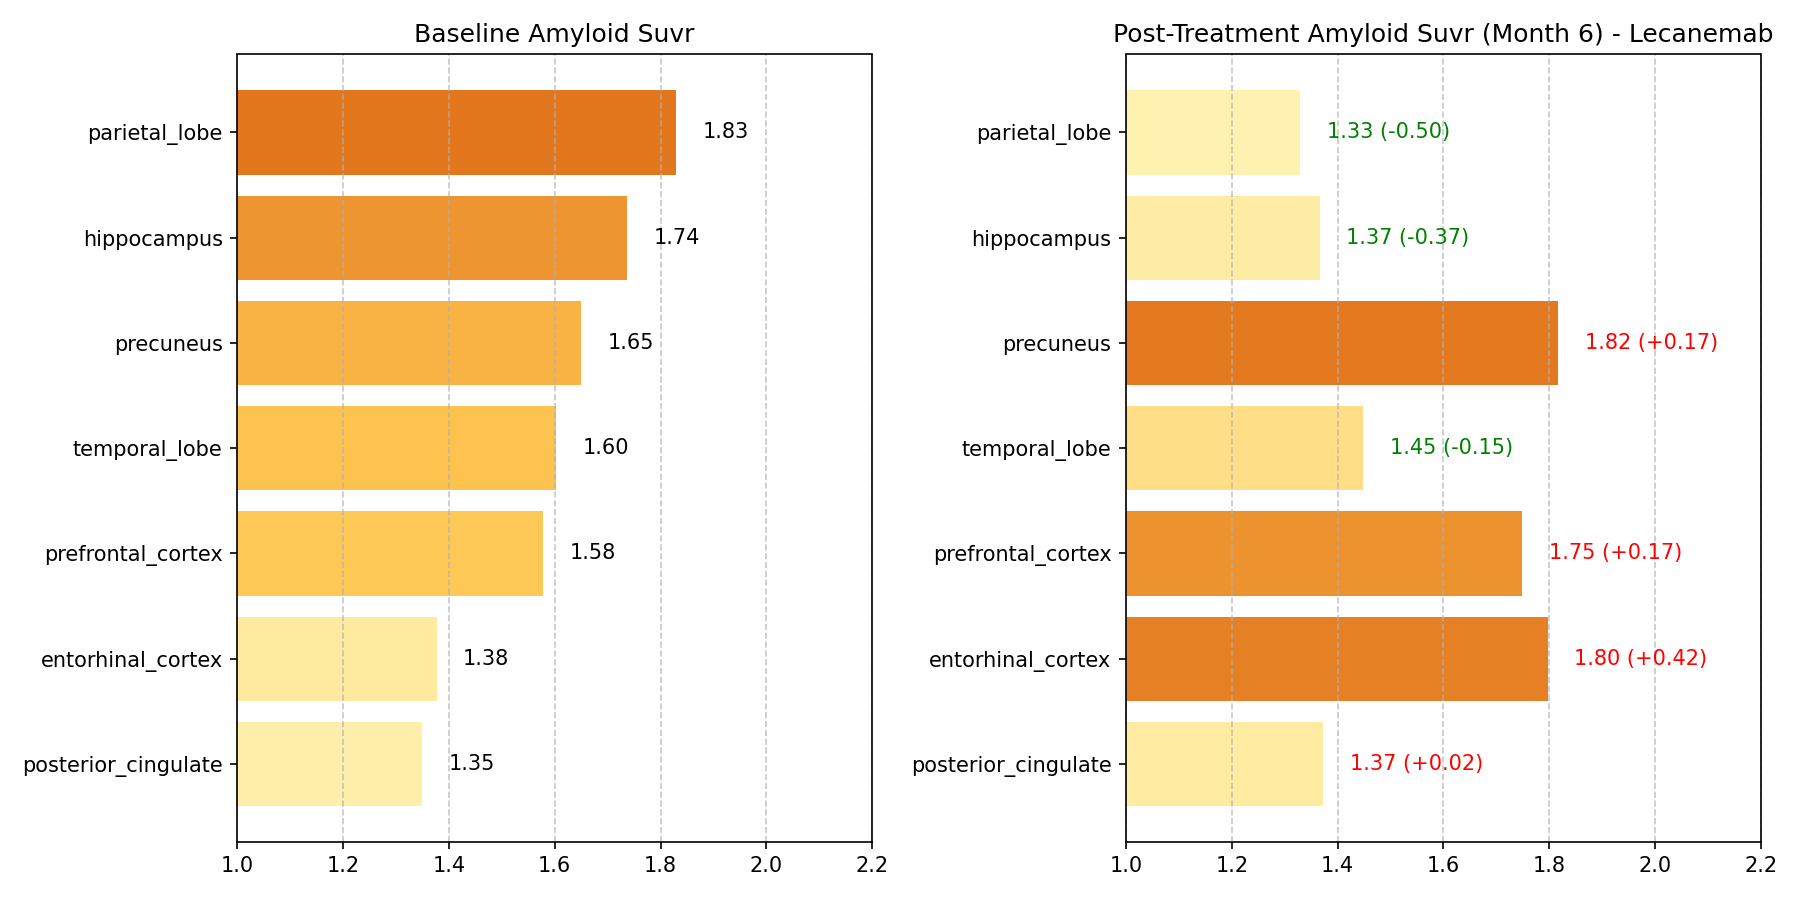 Baseline Amyloid Suvr
parietal_lobe
1.83
hippocampus
1.74
precuneus
1.65
temporal_lobe
1.60
prefrontal_cortex
1.58
entorhinal_cortex
1.38
posterior_cingulate
1.35
1.0 1.2 1.4 1.6 1.8 2.0 2.2
Post-Treatment Amyloid Suvr (Month 6) - Lecanemab
parietal_lobe
1.33 (-0.50)
hippocampus
1.37 (-0.37)
precuneus
1.82 (+0.17)
temporal_lobe
1.45 (-0.15)
prefrontal_cortex
1.75 (+0.17)
entorhinal_cortex
1.80 (+0.42)
posterior_cingulate
1.37 (+0.02)
1.0 1.2 1.4 1.6 1.8 2.0 2.2